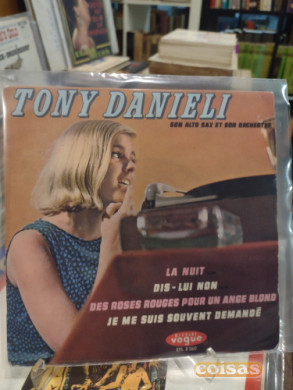 TONY DANIELI
SON ALTO SAX ET SON ORCHESTRE
LA NUIT
DIS-LUI NON
DES ROSES ROUGES POUR UN ANGE BLOND
JE ME SUIS SOUVENT DEMANDÉ
vogue
coisas